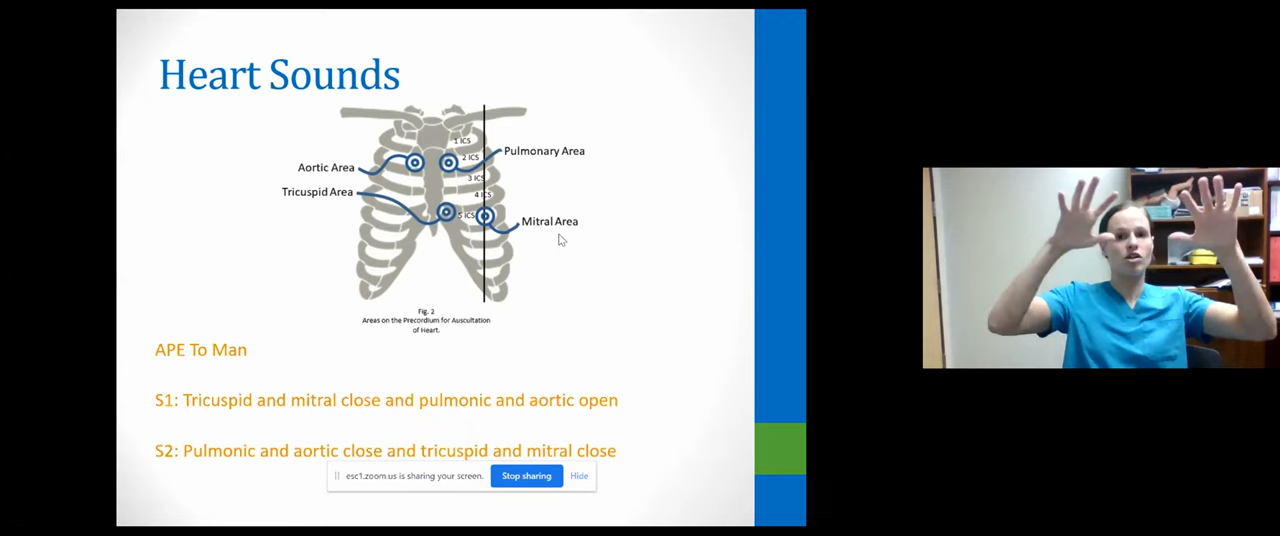 Heart Sounds
1 ICS
Pulmonary Area
2 ICS
Aortic Area
3 ICS
Tricuspid Area
4 ICS
5 ICS
Mitral Area
Fig. 2
Areas on the Precordium for Auscultation
of Heart.
APE To Man
S1: Tricuspid and mitral close and pulmonic and aortic open
S2: Pulmonic and aortic close and tricuspid and mitral close
esc1.zoom.us is sharing your screen.
Stop sharing
Hide